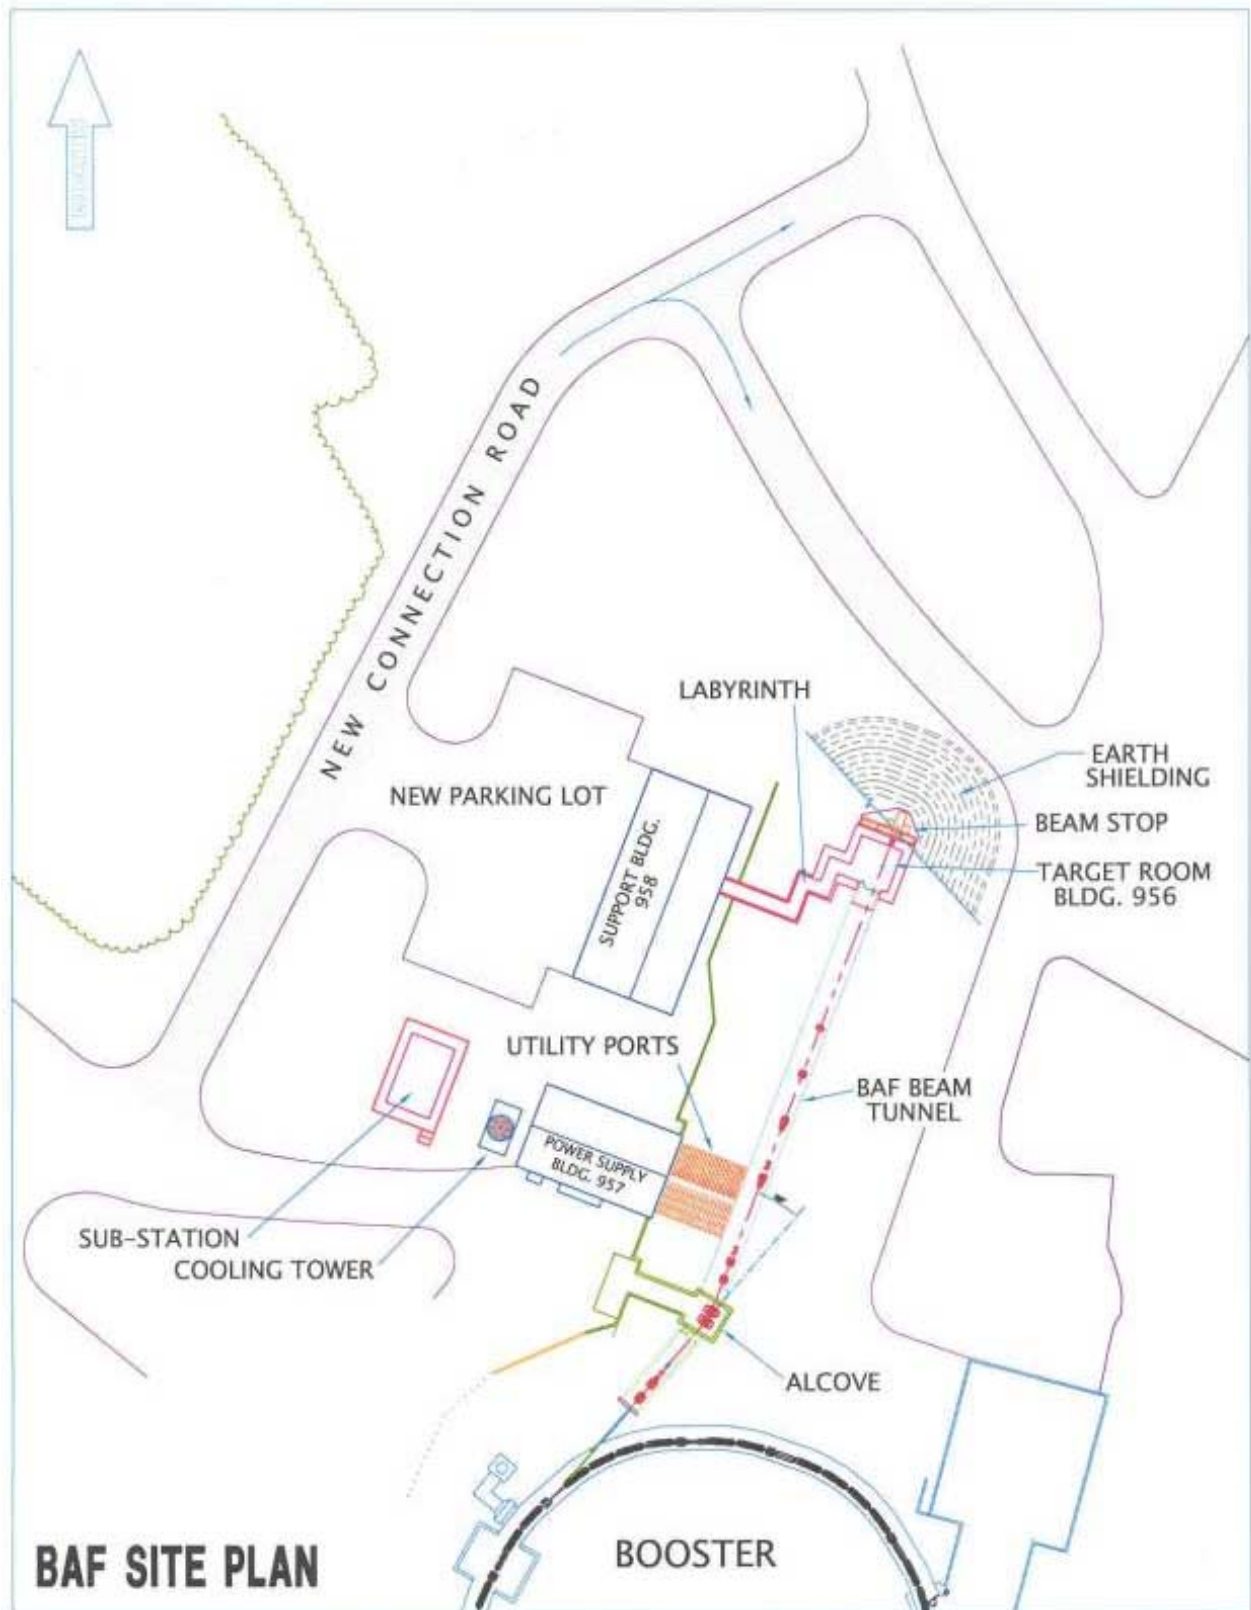 NEW CONNECTION ROAD
LABYRINTH
EARTH
SHIELDING
NEW PARKING LOT
BEAM STOP
SUPPORT BLDG.
958
TARGET ROOM
BLDG. 956
UTILITY PORTS
BAF BEAM
TUNNEL
POWER SUPPLY
BLDG. 957
SUB-STATION
COOLING TOWER
ALCOVE
BOOSTER
BAF SITE PLAN